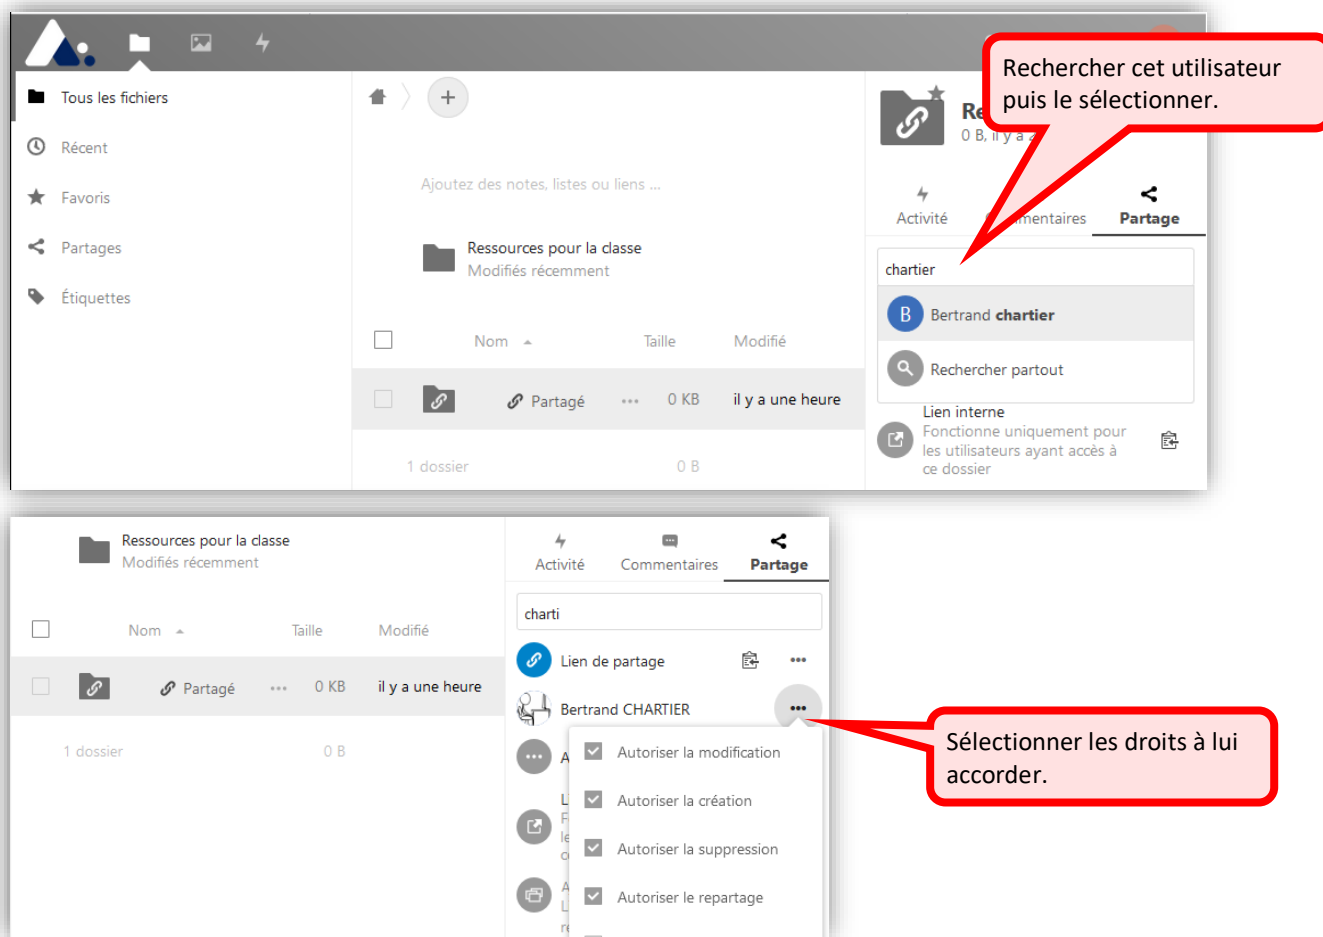 Rechercher cet utilisateur
puis le sélectionner.
Tous les fichiers
Récent
Favoris
Partages
Étiquettes
Ajoutez des notes, listes ou liens ...
Ressources pour la classe
Modifiés récemment
Nom Taille Modifié
Partagé ... 0 KB il y a une heure
1 dossier 0 B
0 B, il y a
Activité Commentaires Partage
chartier
B Bertrand chartier
Rechercher partout
Lien interne
Fonctionne uniquement pour
les utilisateurs ayant accès à
ce dossier
Ressources pour la classe
Modifiés récemment
Nom Taille Modifié
Partagé ... 0 KB il y a une heure
1 dossier 0 B
Activité Commentaires Partage
charti
Lien de partage
Bertrand CHARTIER
Autoriser la modification
Autoriser la création
Autoriser la suppression
Autoriser le repartage
Sélectionner les droits à lui
accorder.